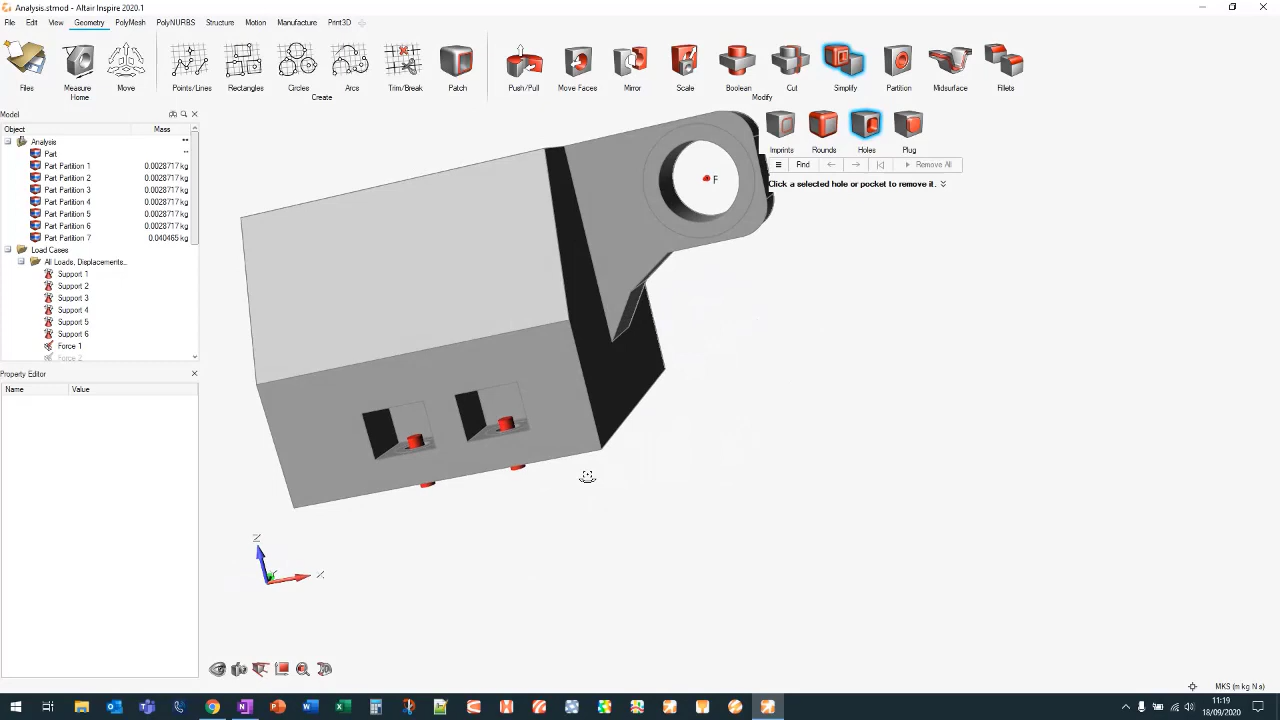 Analysis.stmod - Altair Inspire 2020.1
File Edit View Geometry PolyMesh PolyNURBS Structure Motion Manufacture Print3D
Files Measure Move Points/Lines Rectangles Circles Arcs Trim/Break Patch Push/Pull Move Faces Mirror Scale Boolean Cut Simplify Partition Midsurface Fillets
Home Create Modify
Imprints Rounds Holes Plug
Find Remove All
Click a selected hole or pocket to remove it.
Model
Object Mass
Analysis
Part
Part Partition 1 0.0028717 kg
Part Partition 2 0.0028717 kg
Part Partition 3 0.0028717 kg
Part Partition 4 0.0028717 kg
Part Partition 5 0.0028717 kg
Part Partition 6 0.0028717 kg
Part Partition 7 0.040465 kg
Load Cases
All Loads, Displacements...
Support 1
Support 2
Support 3
Support 4
Support 5
Support 6
Force 1
Force 2
Property Editor
Name Value
F
Z
MKS (m kg N s)
11:19
18/09/2020